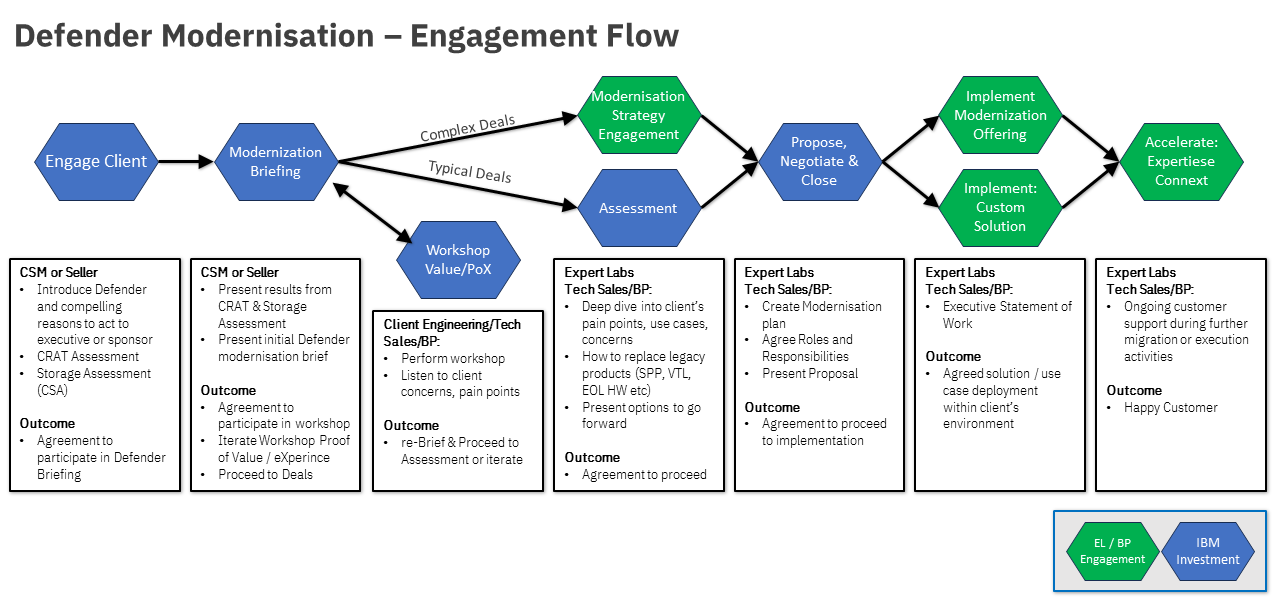 Defender Modernisation – Engagement Flow
Engage Client
Modernization
Briefing
Complex Deals
Typical Deals
Workshop
Value/PoX
Modernisation
Strategy
Engagement
Assessment
Propose,
Negotiate &
Close
Implement
Modernization
Offering
Implement:
Custom
Solution
Accelerate:
Expertiese
Connext
CSM or Seller
• Introduce Defender
and compelling
reasons to act to
executive or sponsor
• CRAT Assessment
• Storage Assessment
(CSA)
Outcome
• Agreement to
participate in Defender
Briefing
CSM or Seller
• Present results from
CRAT & Storage
Assessment
• Present initial Defender
modernisation brief
Outcome
• Agreement to
participate in workshop
• Iterate Workshop Proof
of Value / eXperince
• Proceed to Deals
Client Engineering/Tech
Sales/BP:
• Perform workshop
• Listen to client
concerns, pain points
Outcome
• re-Brief & Proceed to
Assessment or iterate
Expert Labs
Tech Sales/BP:
• Deep dive into client's
pain points, use cases,
concerns
• How to replace legacy
products (SPP, VTL,
EOL HW etc)
• Present options to go
forward
Outcome
• Agreement to proceed
Expert Labs
Tech Sales/BP:
• Create Modernisation
plan
• Agree Roles and
Responsibilities
• Present Proposal
Outcome
• Agreement to proceed
to implementation
Expert Labs
Tech Sales/BP:
• Executive Statement of
Work
Outcome
• Agreed solution / use
case deployment
within client's
environment
Expert Labs
Tech Sales/BP:
• Ongoing customer
support during further
migration or execution
activities
Outcome
• Happy Customer
EL / BP
Engagement
IBM
Investment